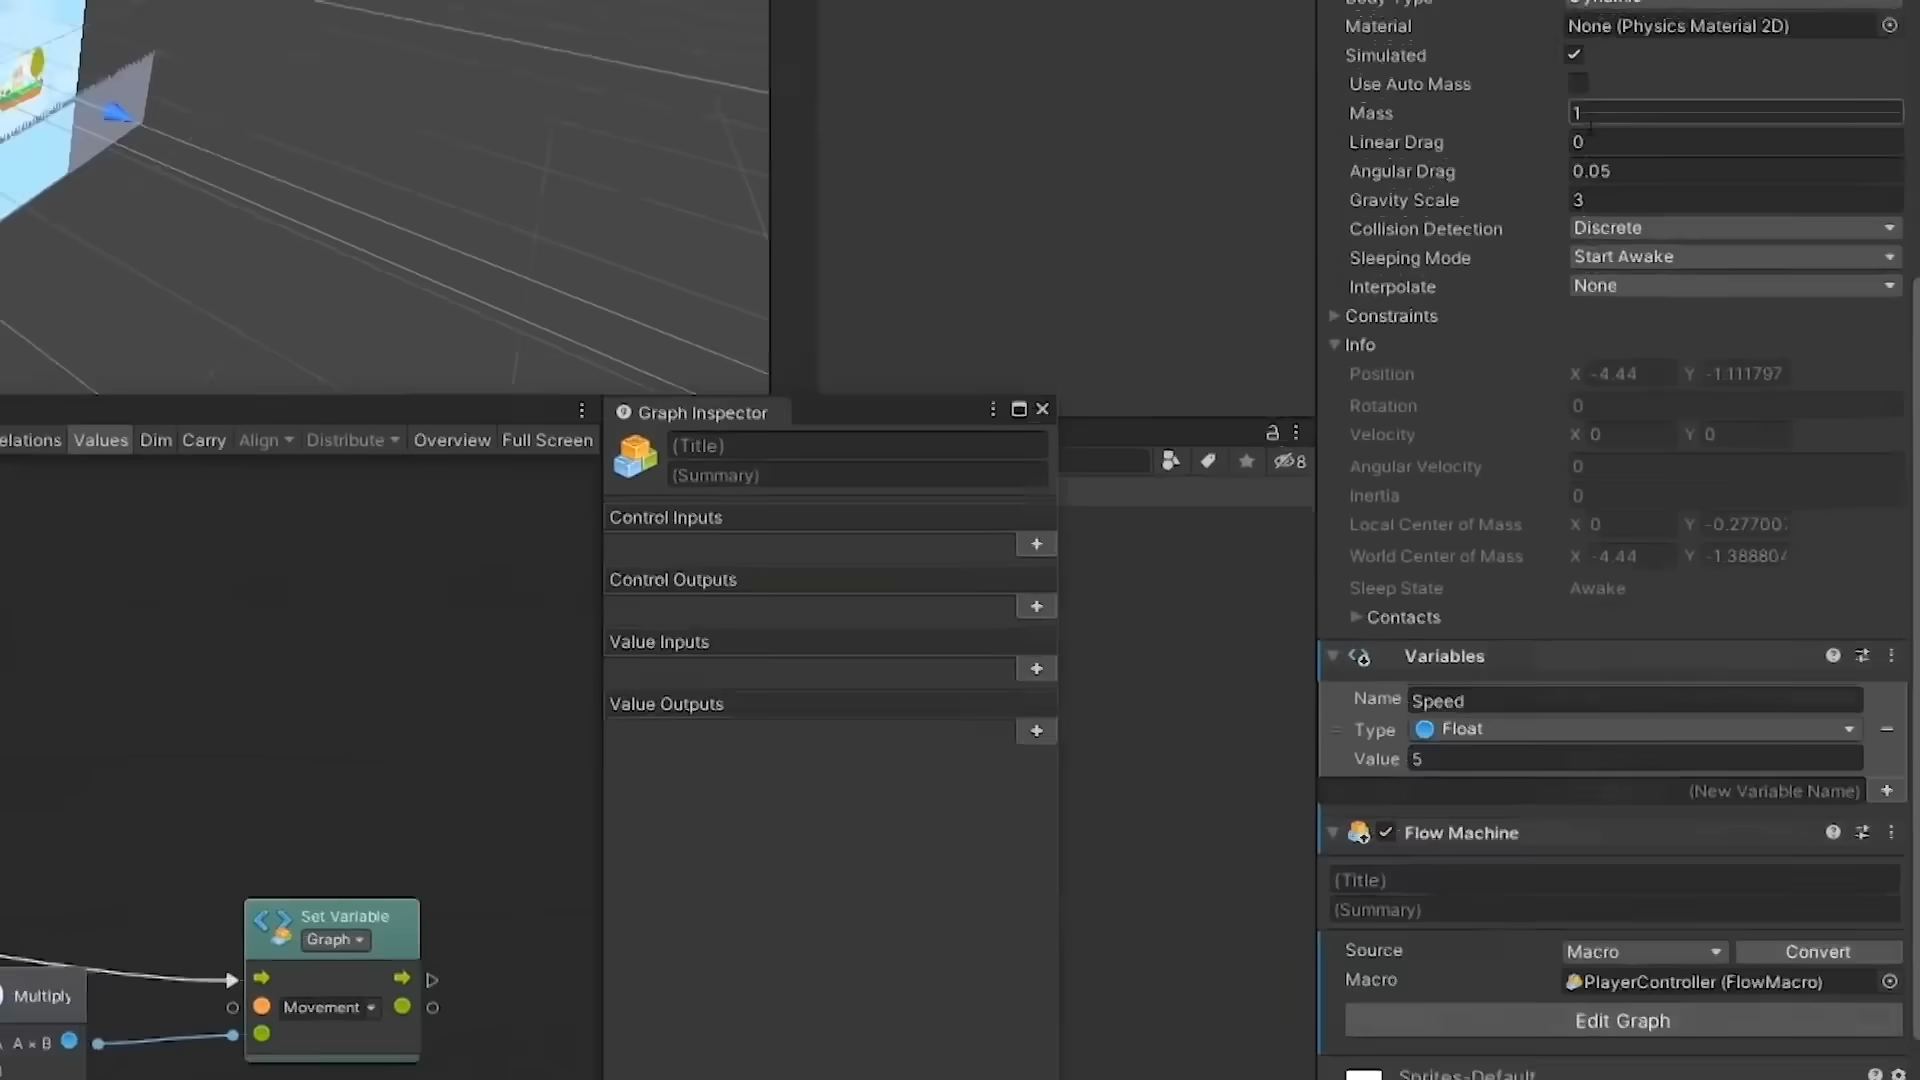 Material None (Physics Material 2D)
Simulated
Use Auto Mass
Mass 1
Linear Drag 0
Angular Drag 0.05
Gravity Scale 3
Collision Detection Discrete
Sleeping Mode Start Awake
Interpolate None
Constraints
Info
Position X -4.44 Y -1.111797
Rotation 0
Velocity X 0 Y 0
Angular Velocity 0
Inertia 0
Local Center of Mass X 0 Y -0.27700
World Center of Mass X -4.44 Y -1.38880
Sleep State Awake
Contacts
Variables
Name Speed
Type Float
Value 5
(New Variable Name) +
Flow Machine
(Title)
(Summary)
Source Macro Convert
Macro PlayerController (FlowMacro)
Edit Graph
Sprites-Default
elations Values Dim Carry Align Distribute Overview Full Screen
Graph Inspector
(Title)
(Summary)
Control Inputs
+
Control Outputs
+
Value Inputs
+
Value Outputs
+
8
Set Variable
Graph
Movement
Multiply
A × B